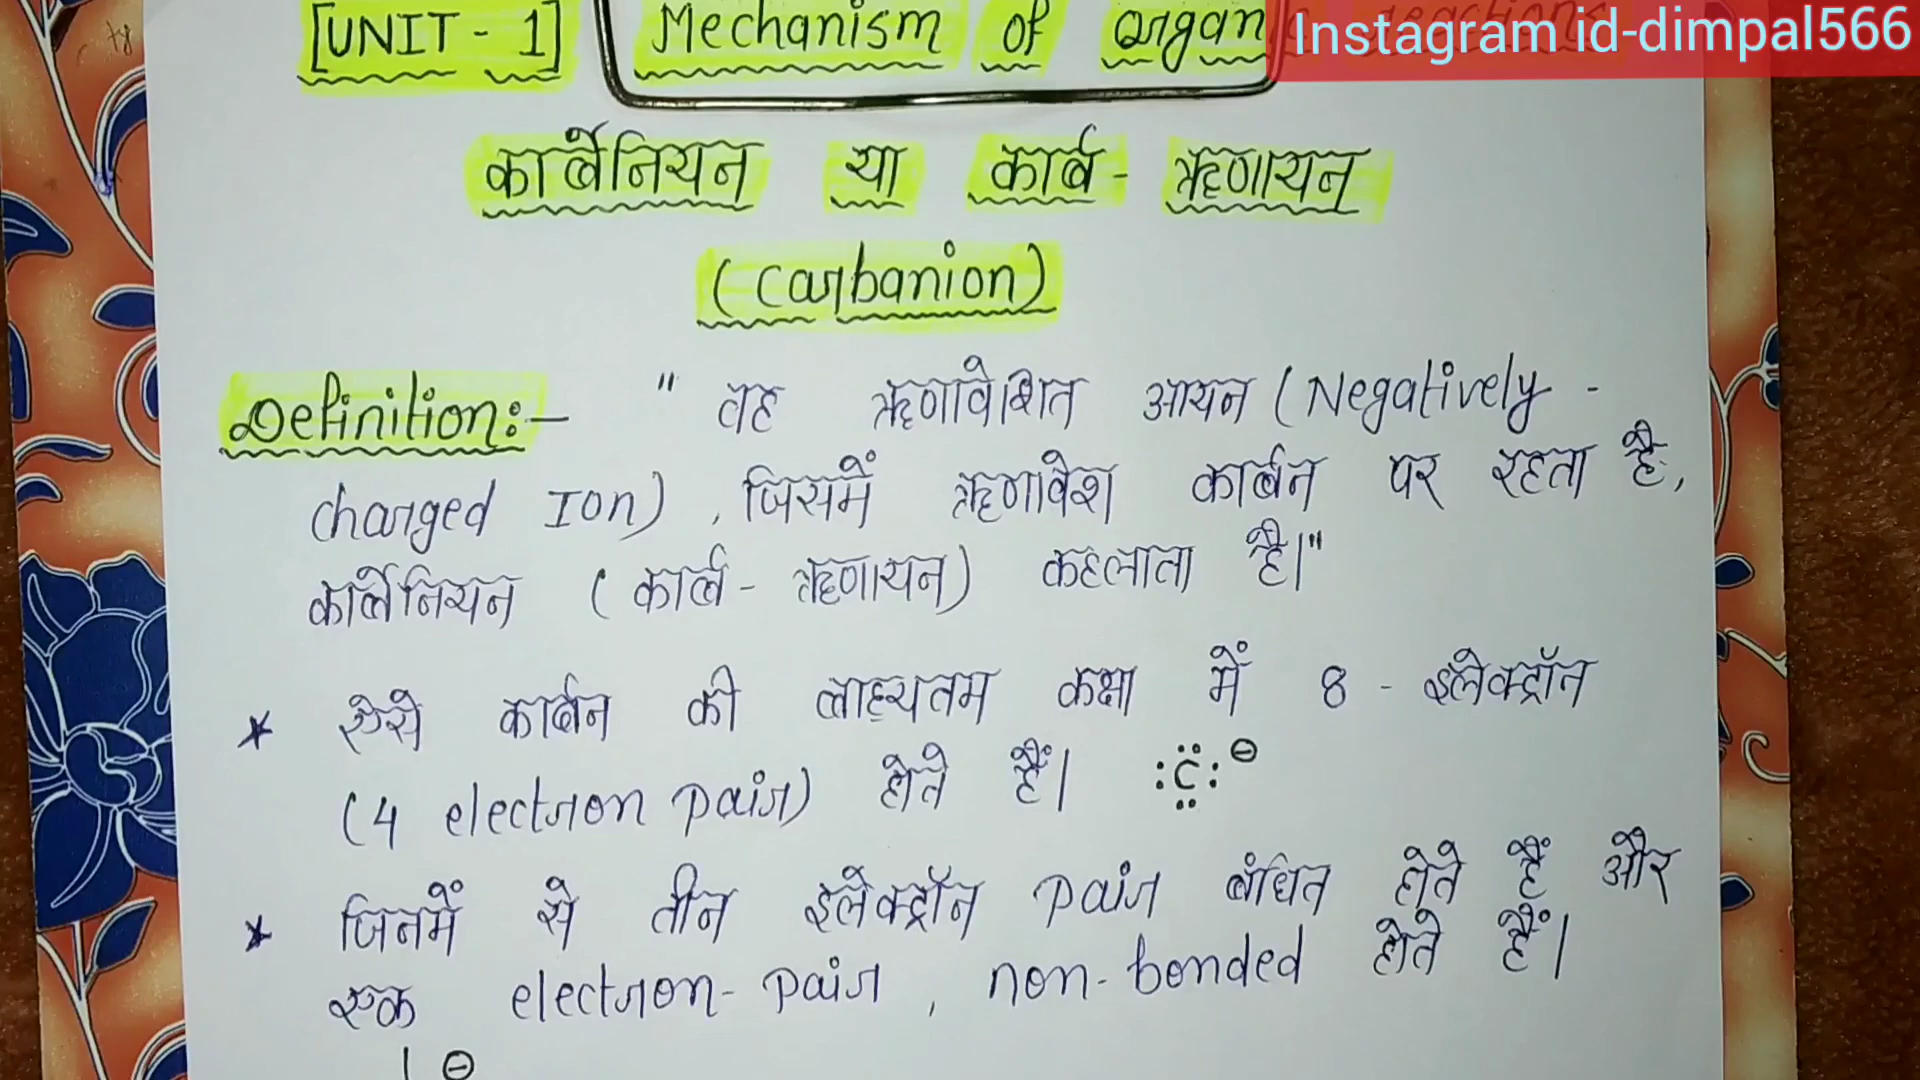 [UNIT - 1] Mechanism of organic reactions
Instagram id-dimpal566
कार्बेनियन या कार्ब - ऋणायन
(Carbanion)
Definition:- " वह ऋणावेशित आयन (Negatively -
charged Ion) , जिसमें ऋणावेश कार्बन पर रहता है,
कार्बेनियन (कार्ब - ऋणायन) कहलाता है।"
* ऐसे कार्बन की बाह्यतम कक्षा में 8 - इलेक्ट्रॉन
(4 electron pair) होते हैं। :C̈: ⊖
* जिनमें से तीन इलेक्ट्रॉन pair बंधित होते हैं और
एक electron- pair , non-bonded होते हैं।
⊖